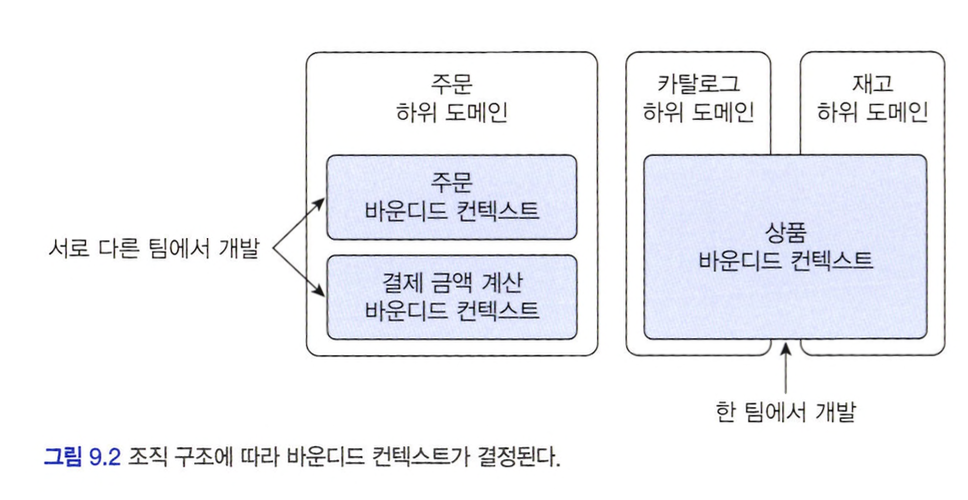 주문
하위 도메인
카탈로그
하위 도메인
재고
하위 도메인
주문
바운디드 컨텍스트
서로 다른 팀에서 개발
결제 금액 계산
바운디드 컨텍스트
상품
바운디드 컨텍스트
한 팀에서 개발
그림 9.2 조직 구조에 따라 바운디드 컨텍스트가 결정된다.